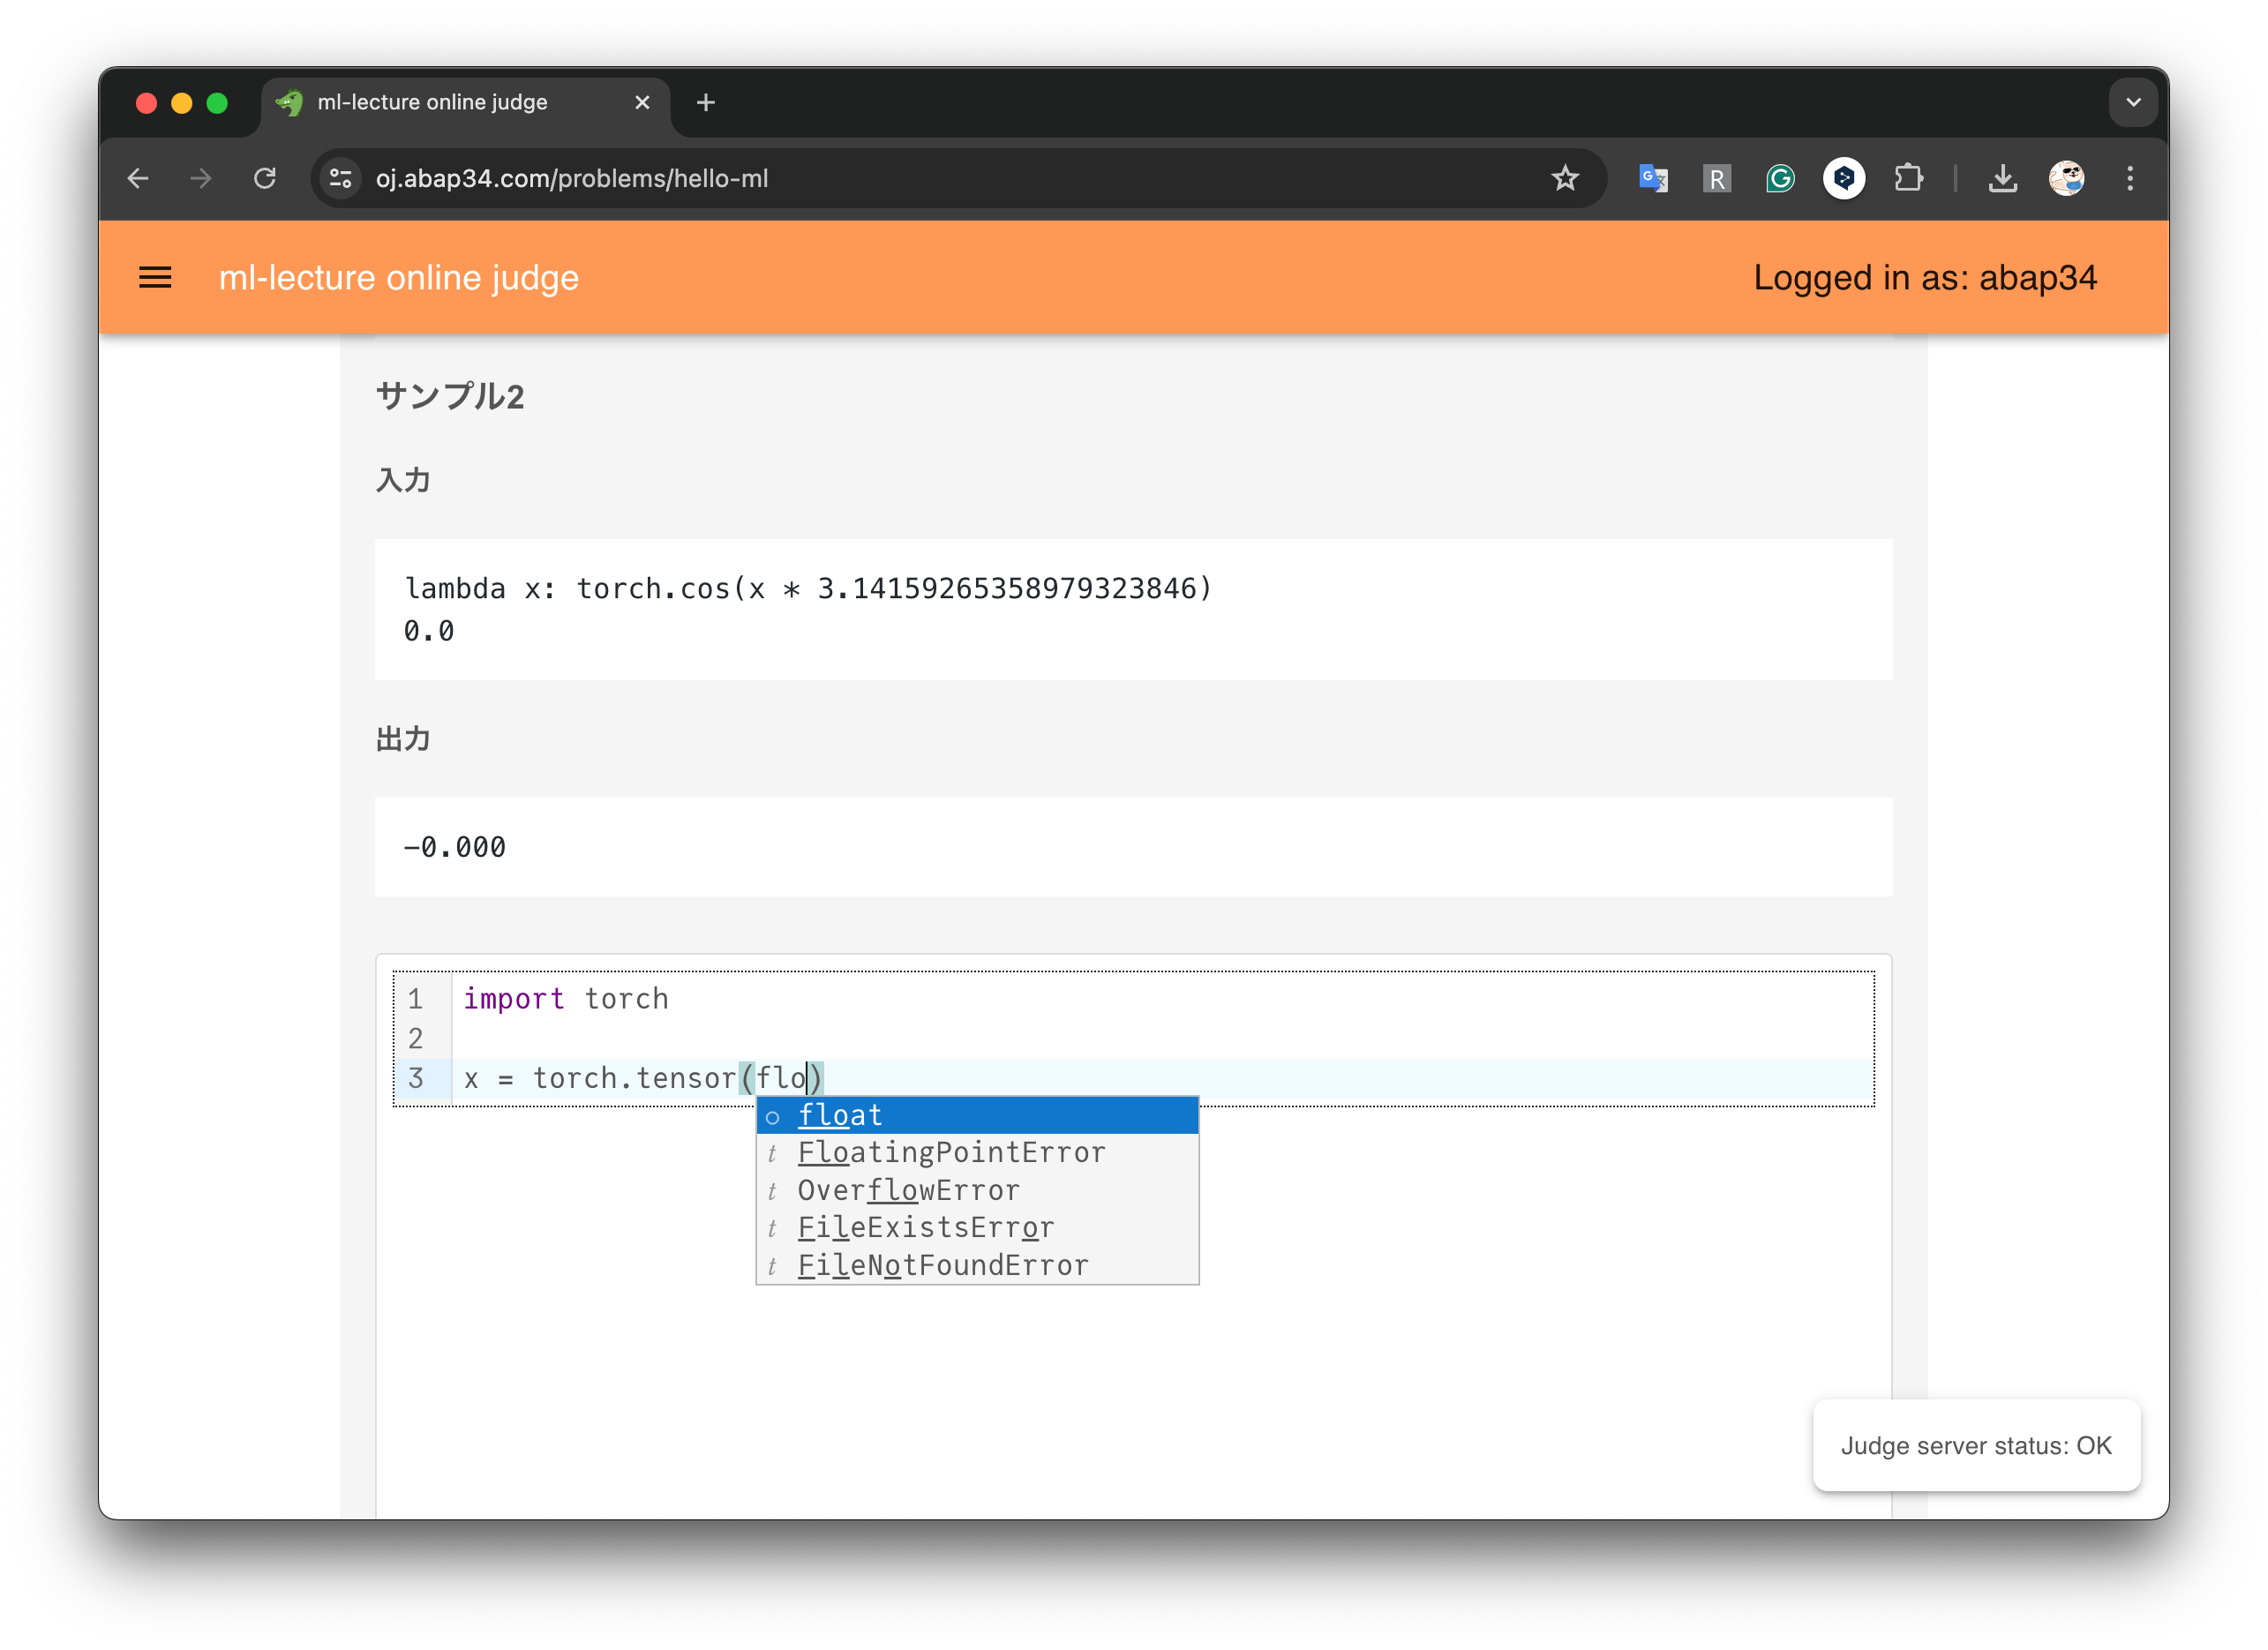 ml-lecture online judge
oj.abap34.com/problems/hello-ml
R
ml-lecture online judge
Logged in as: abap34
サンプル2
入力
lambda x: torch.cos(x * 3.14159265358979323846)
0.0
出力
-0.000
1 import torch
2
3 x = torch.tensor(flo)
float
t FloatingPointError
t OverflowError
t FileExistsError
t FileNotFoundError
Judge server status: OK